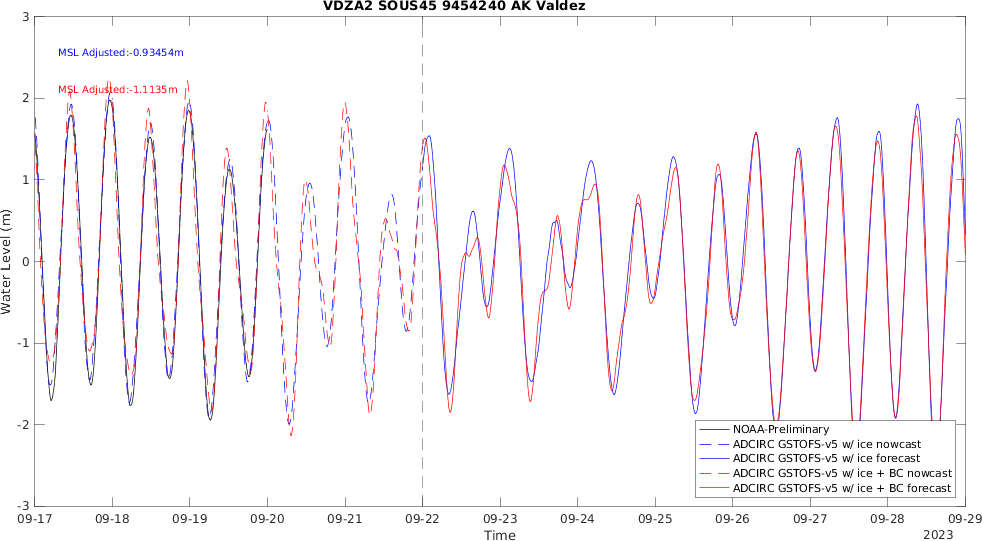 VDZA2 SOUS45 9454240 AK Valdez
MSL Adjusted:-0.93454m
MSL Adjusted:-1.1135m
Water Level (m)
3
2
1
0
-1
-2
-3
NOAA-Preliminary
ADCIRC GSTOFS-v5 w/ ice nowcast
ADCIRC GSTOFS-v5 w/ ice forecast
ADCIRC GSTOFS-v5 w/ ice + BC nowcast
ADCIRC GSTOFS-v5 w/ ice + BC forecast
09-17 09-18 09-19 09-20 09-21 09-22 09-23 09-24 09-25 09-26 09-27 09-28 09-29
Time
2023